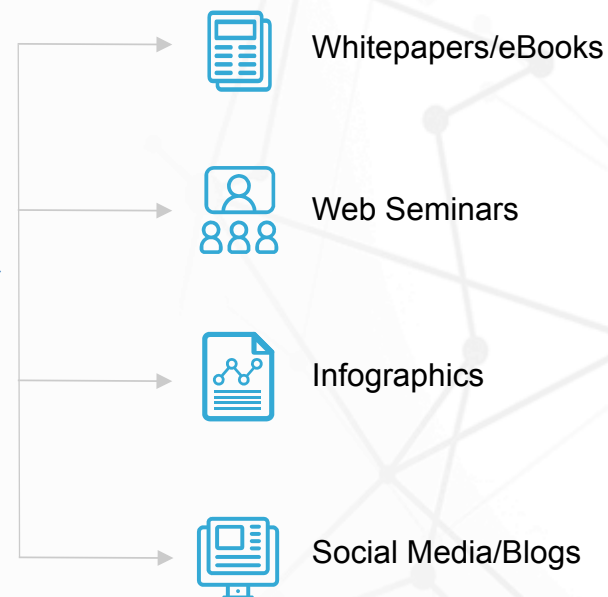 Whitepapers/eBooks
Web Seminars
Infographics
Social Media/Blogs